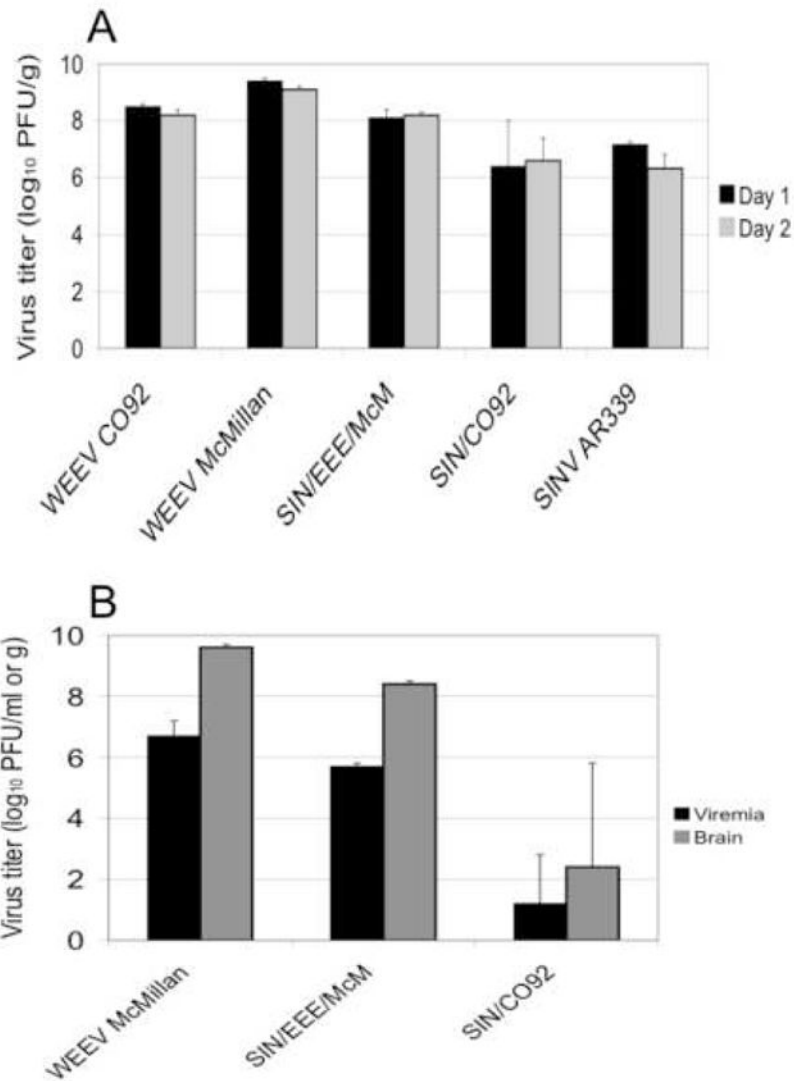 A
Virus titer (log₁₀ PFU/g)
10
8
6
4
2
0
WEEV CO92
WEEV McMillan
SIN/EEE/McM
SIN/CO92
SINV AR339
Day 1
Day 2
B
Virus titer (log₁₀ PFU/ml or g)
10
8
6
4
2
0
WEEV McMillan
SIN/EEE/McM
SIN/CO92
Viremia
Brain